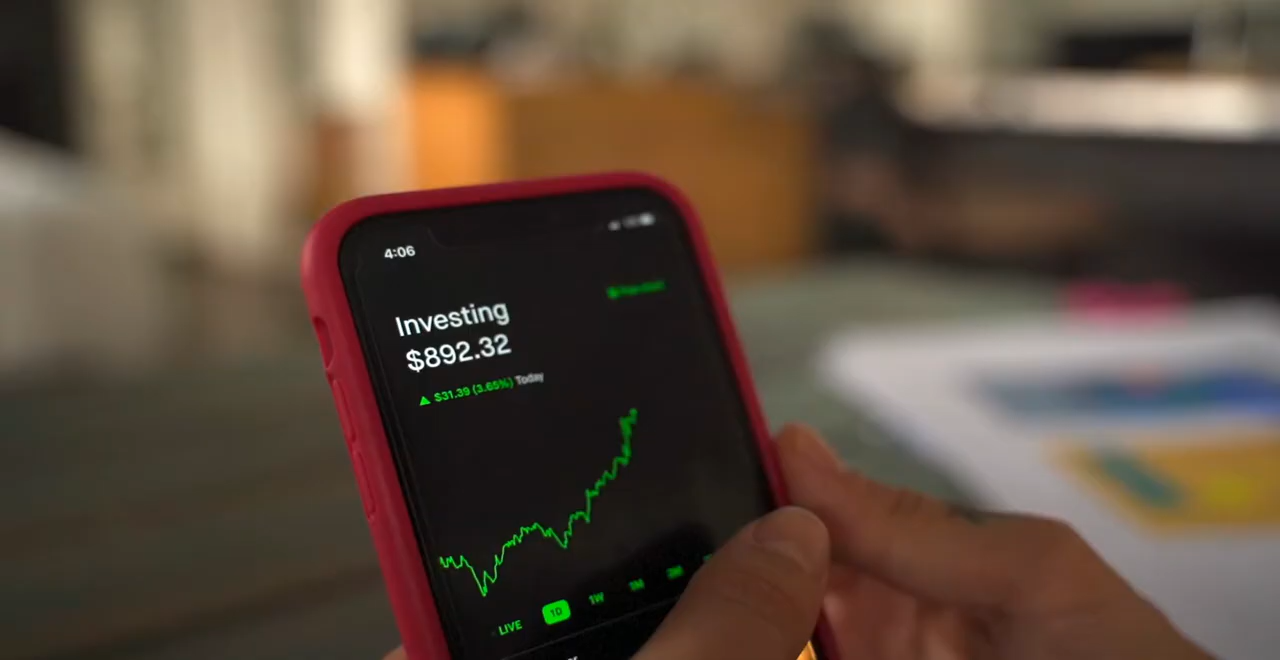 4:06
Investing
$892.32
▲ $31.39 (3.65%) Today
LIVE 1D 1W 1M 3M